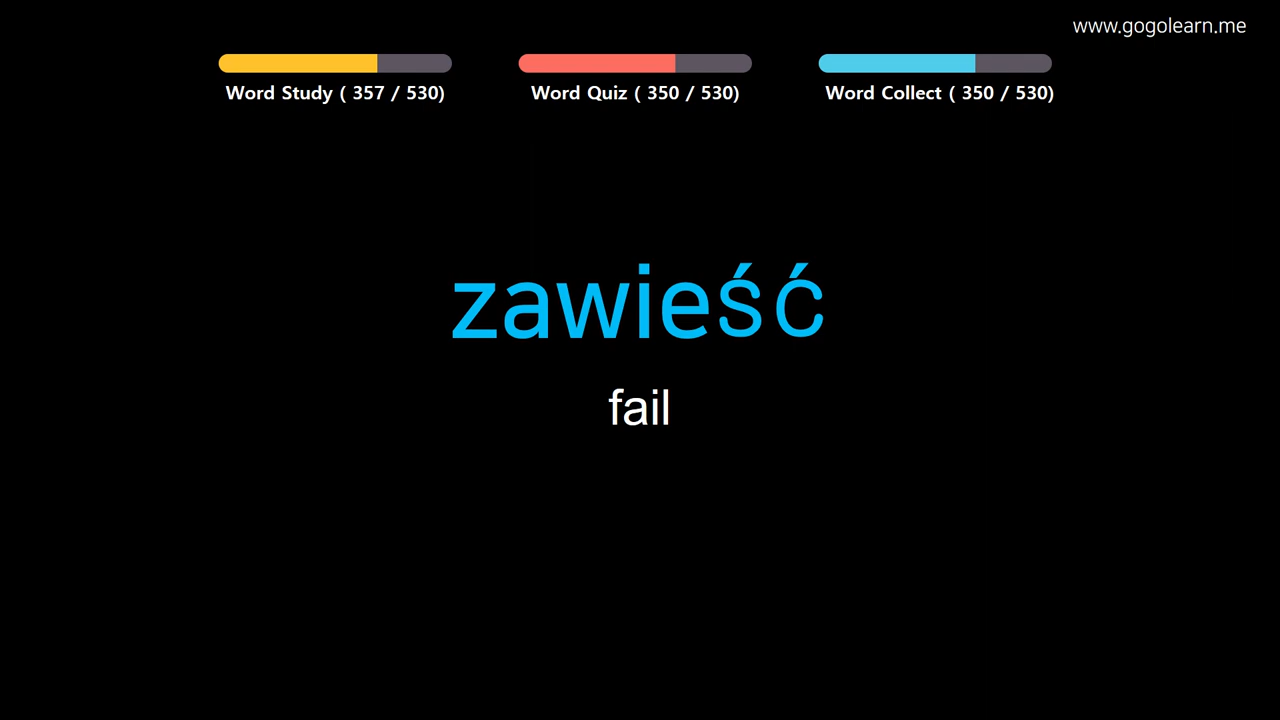 www.gogolearn.me
Word Study ( 357 / 530)
Word Quiz ( 350 / 530)
Word Collect ( 350 / 530)
zawieść
fail